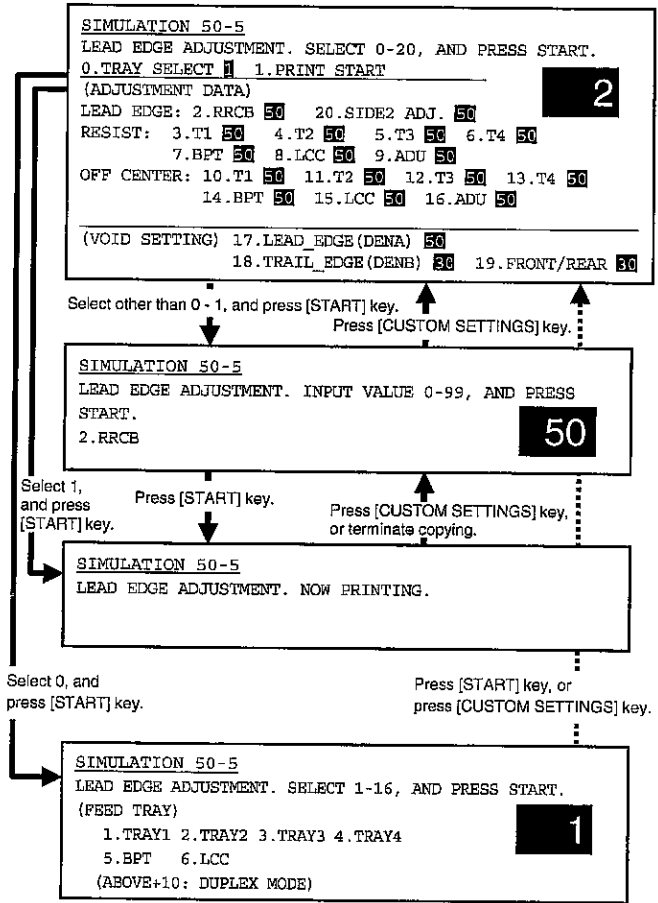 SIMULATION 50-5
LEAD EDGE ADJUSTMENT. SELECT 0-20, AND PRESS START.
0.TRAY SELECT 1 1.PRINT START
2
(ADJUSTMENT DATA)
LEAD EDGE: 2.RRCB 50 20.SIDE2 ADJ. 50
RESIST: 3.T1 50 4.T2 50 5.T3 50 6.T4 50
7.BPT 50 8.LCC 50 9.ADU 50
OFF CENTER: 10.T1 50 11.T2 50 12.T3 50 13.T4 50
14.BPT 50 15.LCC 50 16.ADU 50
(VOID SETTING) 17.LEAD_EDGE(DENA) 50
18.TRAIL_EDGE(DENB) 30 19.FRONT/REAR 30
Select other than 0 - 1, and press [START] key.
Press [CUSTOM SETTINGS] key.
SIMULATION 50-5
LEAD EDGE ADJUSTMENT. INPUT VALUE 0-99, AND PRESS
START.
2.RRCB
50
Select 1,
and press
[START] key.
Press [START] key.
Press [CUSTOM SETTINGS] key,
or terminate copying.
SIMULATION 50-5
LEAD EDGE ADJUSTMENT. NOW PRINTING.
Select 0, and
press [START] key.
Press [START] key, or
press [CUSTOM SETTINGS] key.
SIMULATION 50-5
LEAD EDGE ADJUSTMENT. SELECT 1-16, AND PRESS START.
(FEED TRAY)
1.TRAY1 2.TRAY2 3.TRAY3 4.TRAY4
5.BPT 6.LCC
(ABOVE+10: DUPLEX MODE)
1